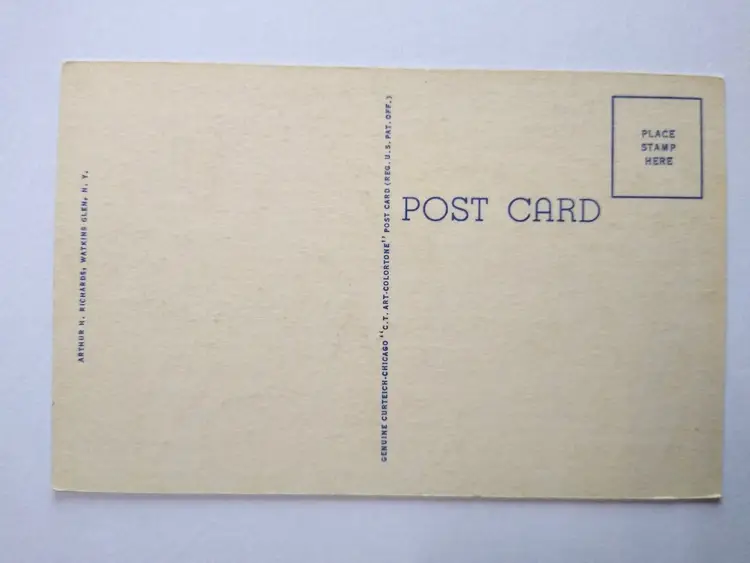 ARTHUR H. RICHARDS, WATKINS GLEN, N. Y.
GENUINE CURTEICH-CHICAGO "C.T. ART-COLORTONE" POST CARD (REG. U.S. PAT. OFF.)
POST CARD
PLACE
STAMP
HERE